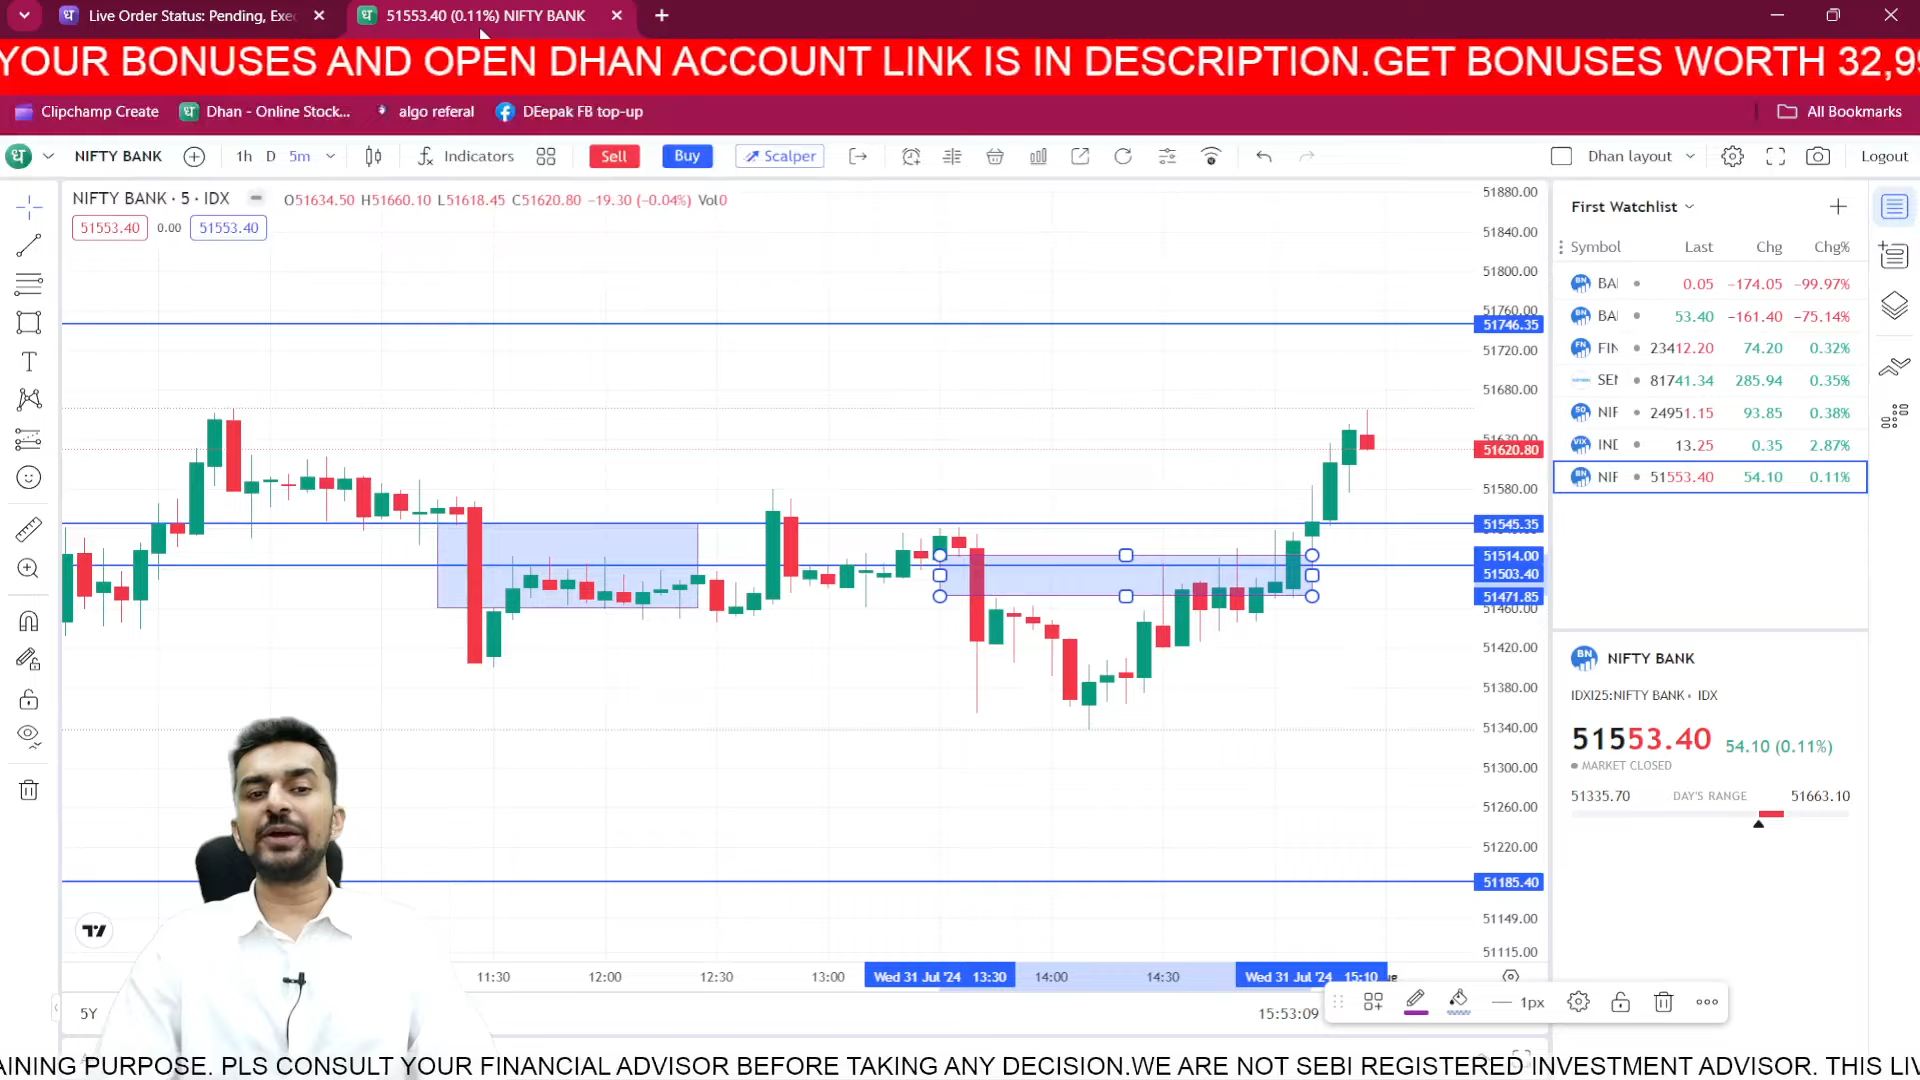 Live Order Status: Pending, Exe
51553.40 (0.11%) NIFTY BANK
YOUR BONUSES AND OPEN DHAN ACCOUNT LINK IS IN DESCRIPTION.GET BONUSES WORTH 32,9
Clipchamp Create
Dhan - Online Stock...
algo referal
DEepak FB top-up
All Bookmarks
NIFTY BANK
1h D 5m
Indicators
Sell
Buy
Scalper
Dhan layout
Logout
NIFTY BANK · 5 · IDX
O51634.50 H51660.10 L51618.45 C51620.80 −19.30 (−0.04%) Vol0
51553.40 0.00 51553.40
51880.00
51840.00
51800.00
51760.00
51746.35
51720.00
51680.00
51620.80
51580.00
51545.35
51514.00
51503.40
51471.85
51460.00
51420.00
51380.00
51340.00
51300.00
51260.00
51220.00
51185.40
51149.00
51115.00
11:30 12:00 12:30 13:00 Wed 31 Jul '24 13:30 14:00 14:30 Wed 31 Jul '24 15:10
5Y
15:53:09
1px
First Watchlist
Symbol Last Chg Chg%
BAI 0.05 −174.05 −99.97%
BAI 53.40 −161.40 −75.14%
FIN 23412.20 74.20 0.32%
SEN 81741.34 285.94 0.35%
NIF 24951.15 93.85 0.38%
IND 13.25 0.35 2.87%
NIF 51553.40 54.10 0.11%
NIFTY BANK
IDXI25:NIFTY BANK · IDX
51553.40 54.10 (0.11%)
MARKET CLOSED
51335.70 DAY'S RANGE 51663.10
AINING PURPOSE. PLS CONSULT YOUR FINANCIAL ADVISOR BEFORE TAKING ANY DECISION.WE ARE NOT SEBI REGISTERED INVESTMENT ADVISOR. THIS LIV